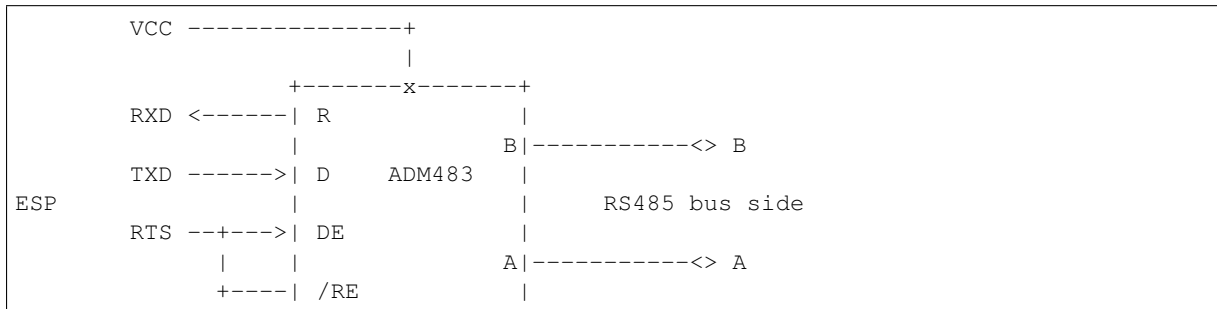 VCC ---------------+
                           |
                   +-------x-------+
        RXD <------| R             |
                   |              B|-----------<> B
        TXD ------>| D    ADM483   |
ESP                |               |     RS485 bus side
        RTS --+--->| DE            |
              |    |              A|-----------<> A
              +----| /RE           |